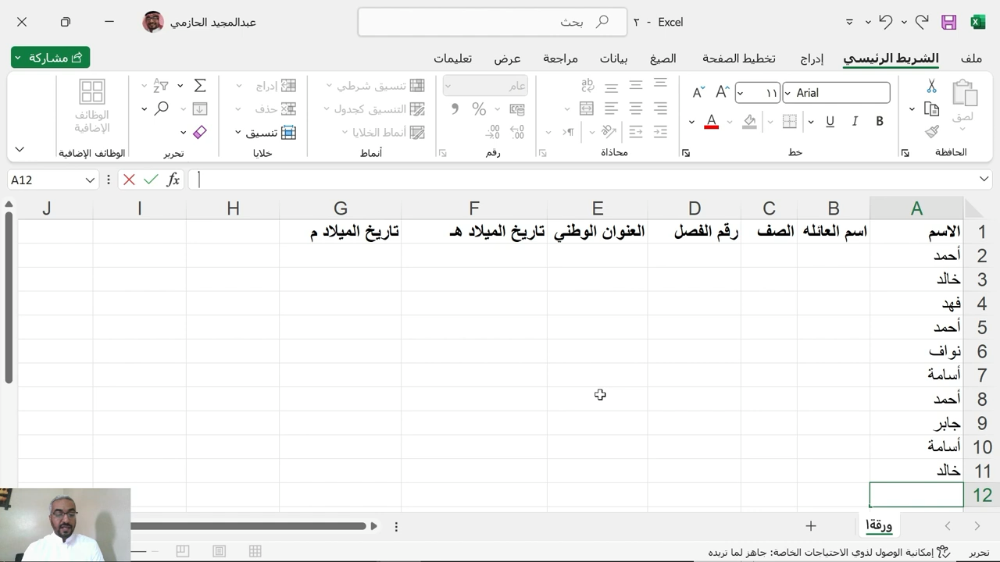 عبدالمجيد الحازمي
بحث
٢ - Excel
ملف
الشريط الرئيسي
إدراج
تخطيط الصفحة
الصيغ
بيانات
مراجعة
عرض
تعليمات
مشاركة
لصق
الحافظة
Arial
١١
B I U
خط
محاذاة
عام
رقم
تنسيق شرطي
التنسيق كجدول
أنماط الخلايا
أنماط
إدراج
حذف
تنسيق
خلايا
تحرير
الوظائف الإضافية
الوظائف الإضافية
A12
fx
A B C D E F G H I J
1 الاسم اسم العائله الصف رقم الفصل العنوان الوطني تاريخ الميلاد هـ تاريخ الميلاد م
2 أحمد
3 خالد
4 فهد
5 أحمد
6 نواف
7 أسامة
8 أحمد
9 جابر
10 أسامة
11 خالد
12
ورقة١
تحرير
إمكانية الوصول لذوي الاحتياجات الخاصة: جاهز لما تريده